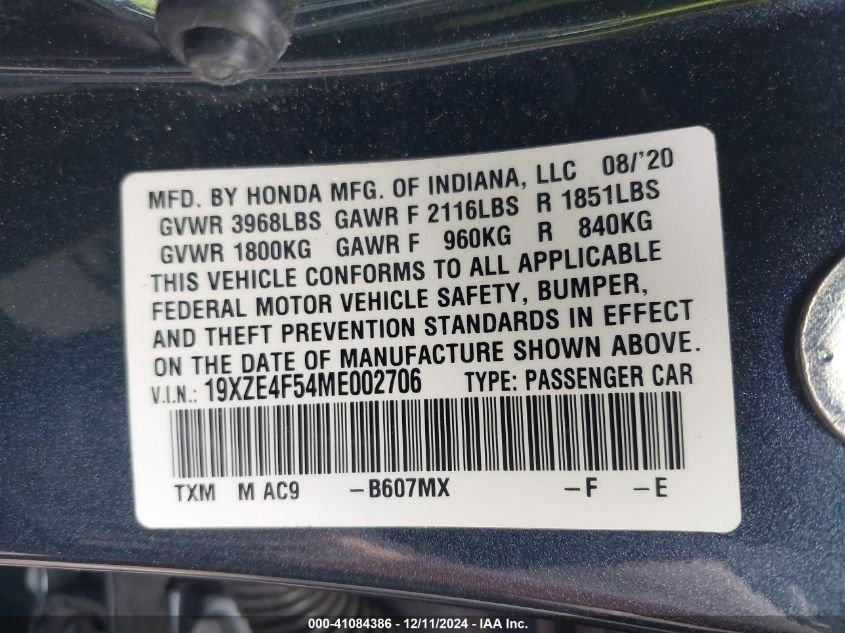 MFD. BY HONDA MFG. OF INDIANA, LLC 08/'20
GVWR 3968LBS GAWR F 2116LBS R 1851LBS
GVWR 1800KG GAWR F 960KG R 840KG
THIS VEHICLE CONFORMS TO ALL APPLICABLE
FEDERAL MOTOR VEHICLE SAFETY, BUMPER,
AND THEFT PREVENTION STANDARDS IN EFFECT
ON THE DATE OF MANUFACTURE SHOWN ABOVE.
V.I.N.: 19XZE4F54ME002706 TYPE: PASSENGER CAR
TXM M AC9 -B607MX -F -E
000-41084386 - 12/11/2024 - IAA Inc.